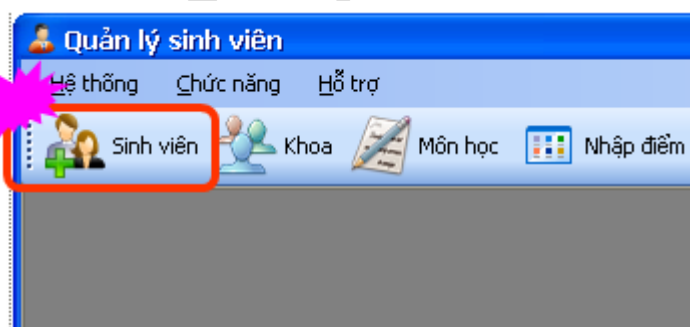 Quản lý sinh viên
Hệ thống Chức năng Hỗ trợ
Sinh viên Khoa Môn học Nhập điểm